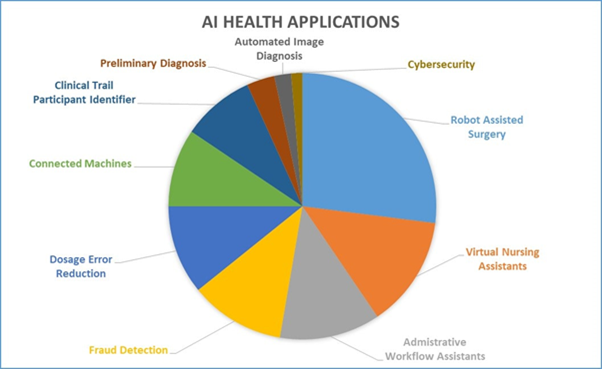 AI HEALTH APPLICATIONS
Automated Image
Diagnosis
Cybersecurity
Preliminary Diagnosis
Clinical Trail
Participant Identifier
Robot Assisted
Surgery
Connected Machines
Virtual Nursing
Assistants
Dosage Error
Reduction
Fraud Detection
Admistrative
Workflow Assistants